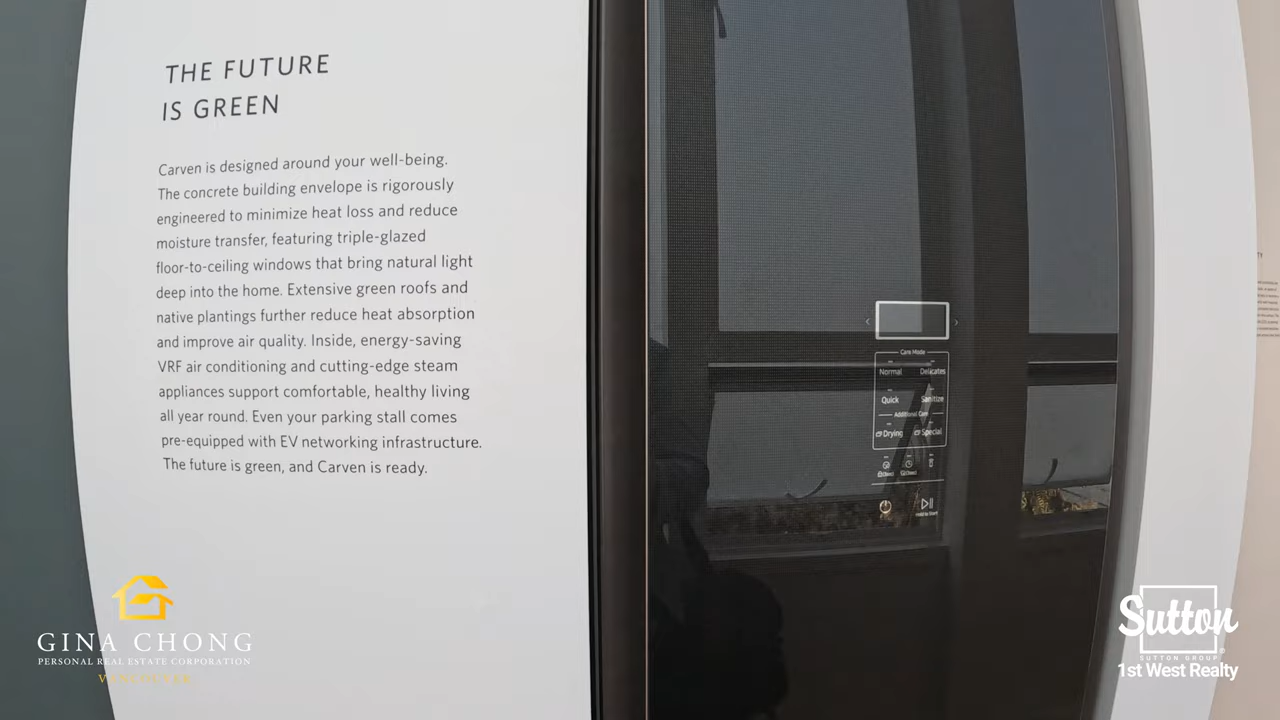 THE FUTURE
IS GREEN
Carven is designed around your well-being.
The concrete building envelope is rigorously
engineered to minimize heat loss and reduce
moisture transfer, featuring triple-glazed
floor-to-ceiling windows that bring natural light
deep into the home. Extensive green roofs and
native plantings further reduce heat absorption
and improve air quality. Inside, energy-saving
VRF air conditioning and cutting-edge steam
appliances support comfortable, healthy living
all year round. Even your parking stall comes
pre-equipped with EV networking infrastructure.
The future is green, and Carven is ready.
Care Mode
Normal Delicates
Quick Sanitize
Additional Care
Drying Special
Hold to Start
GINA CHONG
PERSONAL REAL ESTATE CORPORATION
VANCOUVER
Sutton
SUTTON GROUP
1st West Realty